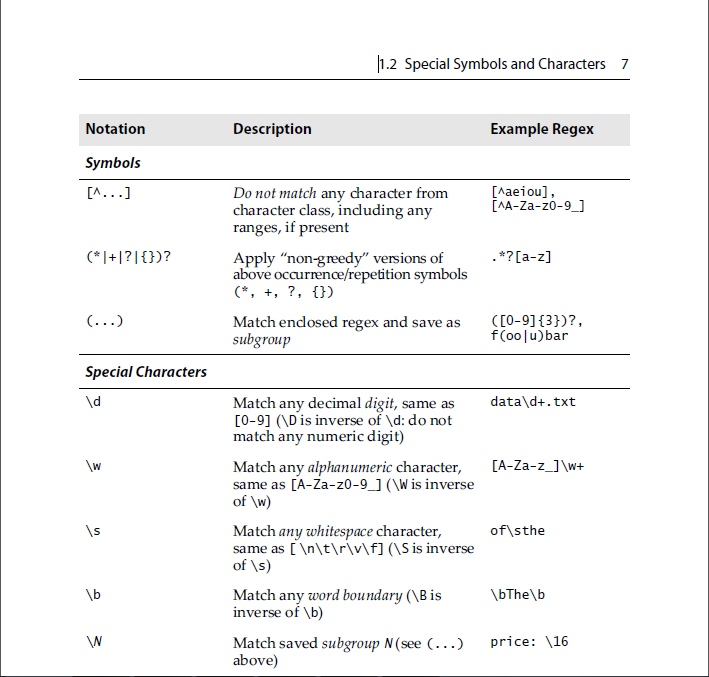 1.2 Special Symbols and Characters 7
Notation Description Example Regex
Symbols
[^...] Do not match any character from [^aeiou],
character class, including any [^A-Za-z0-9_]
ranges, if present
(*|+|?|{})? Apply “non-greedy” versions of .*?[a-z]
above occurrence/repetition symbols
(*, +, ?, {})
(...) Match enclosed regex and save as ([0-9]{3})?,
subgroup f(oo|u)bar
Special Characters
\d Match any decimal digit, same as data\d+.txt
[0-9] (\D is inverse of \d: do not
match any numeric digit)
\w Match any alphanumeric character, [A-Za-z_]\w+
same as [A-Za-z0-9_] (\W is inverse
of \w)
\s Match any whitespace character, of\sthe
same as [ \n\t\r\v\f] (\S is inverse
of \s)
\b Match any word boundary (\B is \bThe\b
inverse of \b)
\N Match saved subgroup N (see (...) price: \16
above)